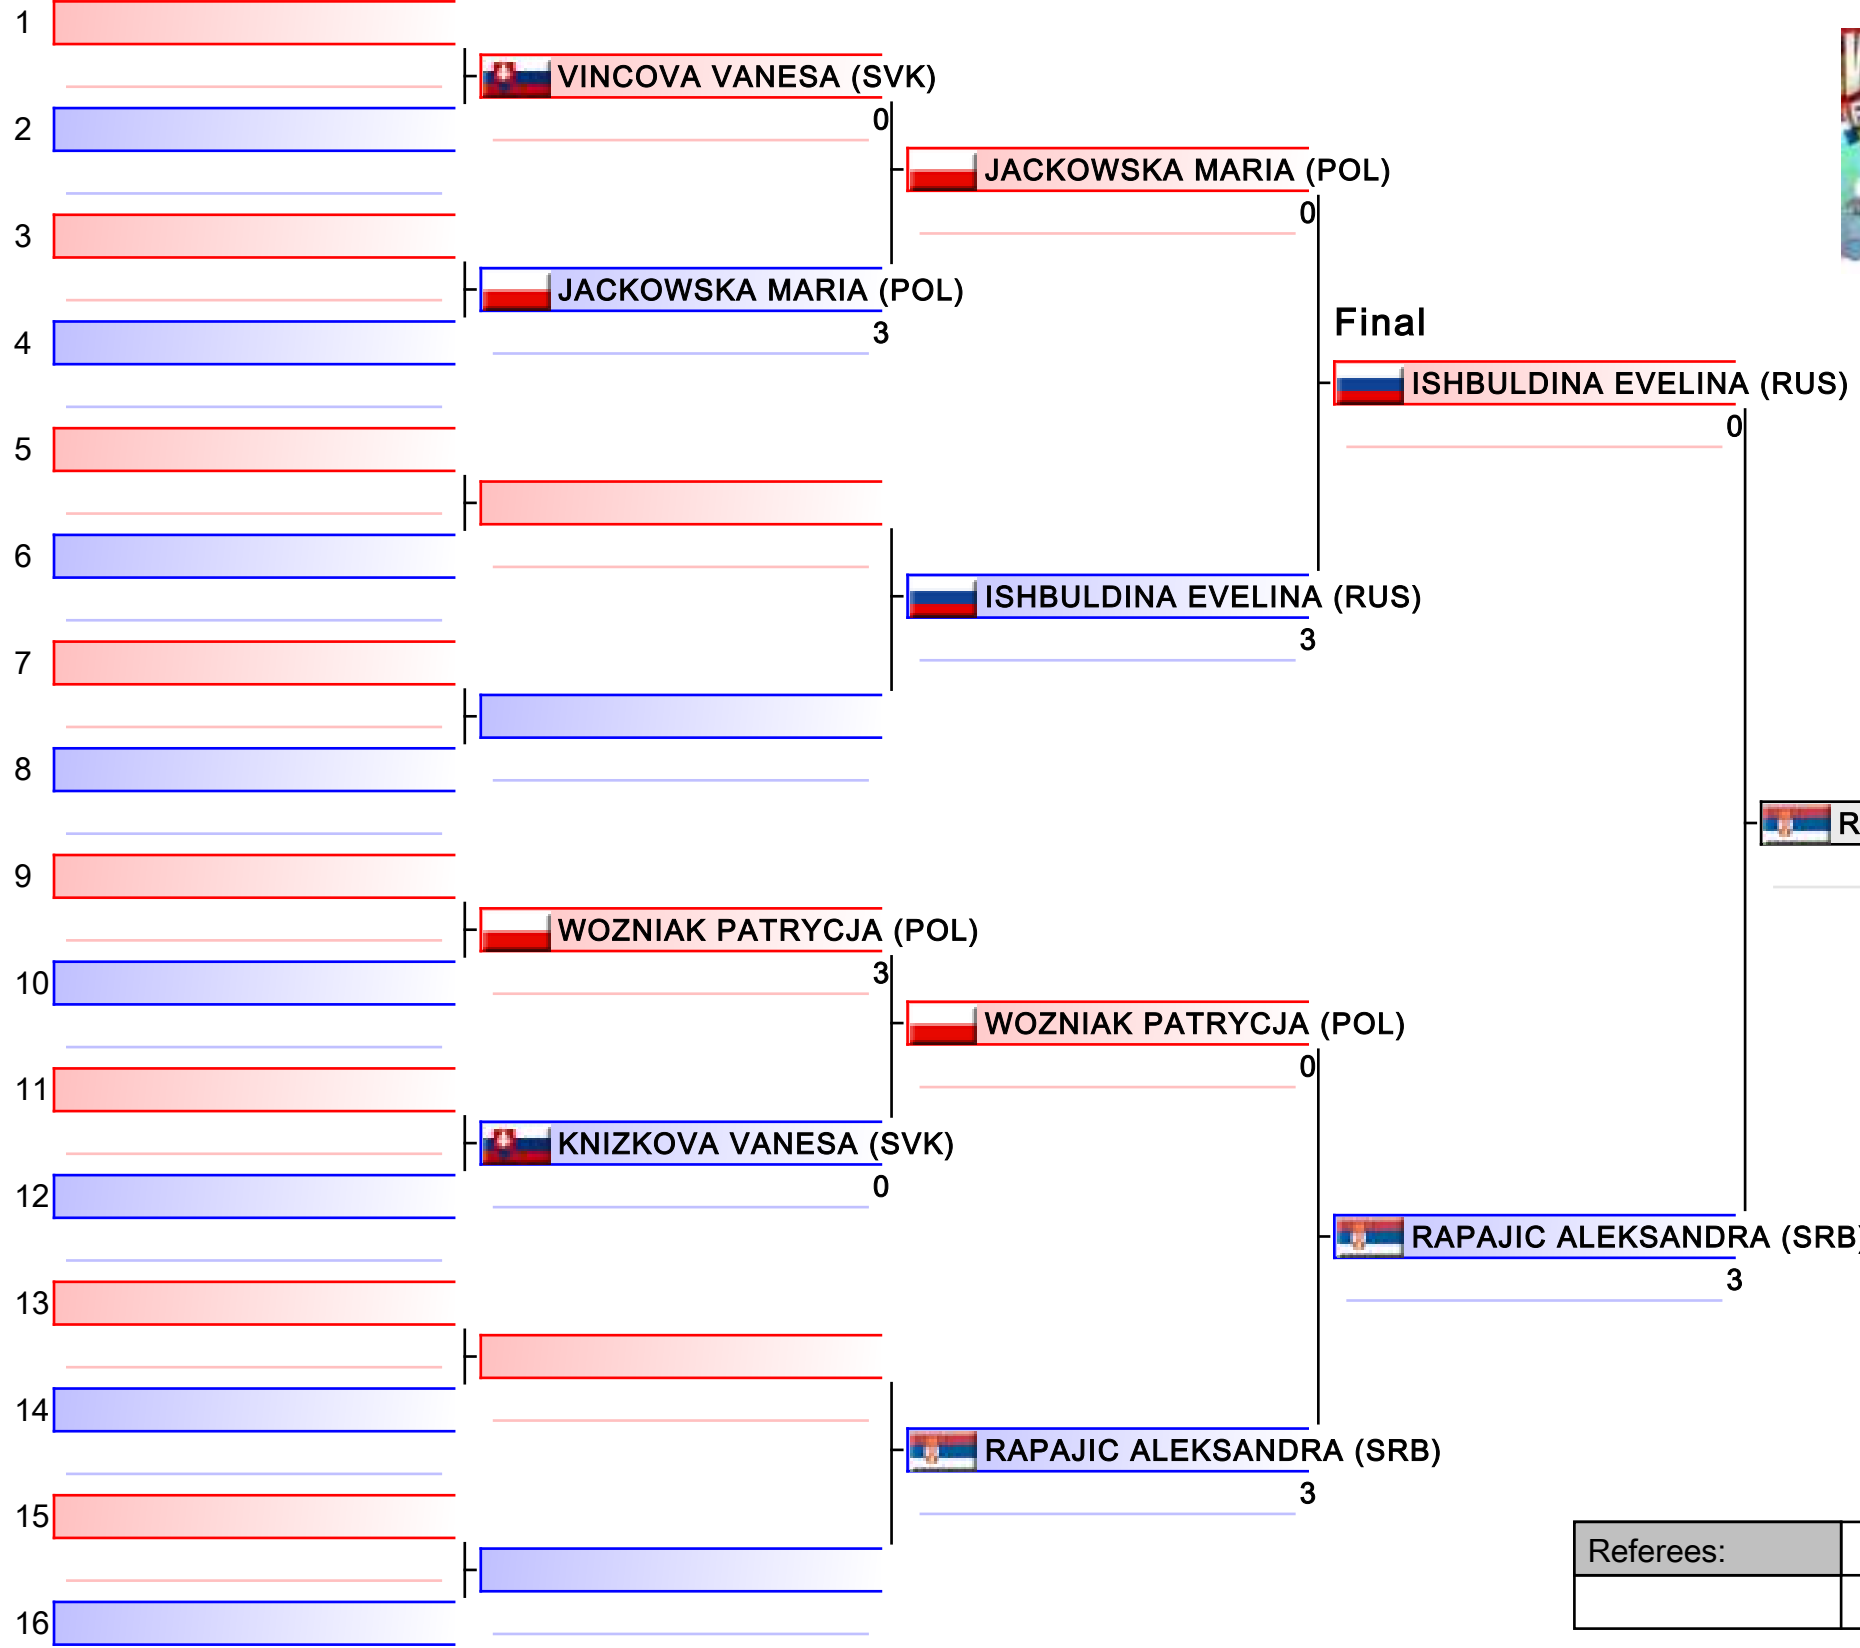 1
VINCOVA VANESA (SVK)
0
2
JACKOWSKA MARIA (POL)
0
3
JACKOWSKA MARIA (POL)
3
4
Final
ISHBULDINA EVELINA (RUS)
0
5
6
ISHBULDINA EVELINA (RUS)
3
7
8
R
9
WOZNIAK PATRYCJA (POL)
3
10
WOZNIAK PATRYCJA (POL)
0
11
KNIZKOVA VANESA (SVK)
0
12
RAPAJIC ALEKSANDRA (SRB)
3
13
14
RAPAJIC ALEKSANDRA (SRB)
3
15
Referees:
16